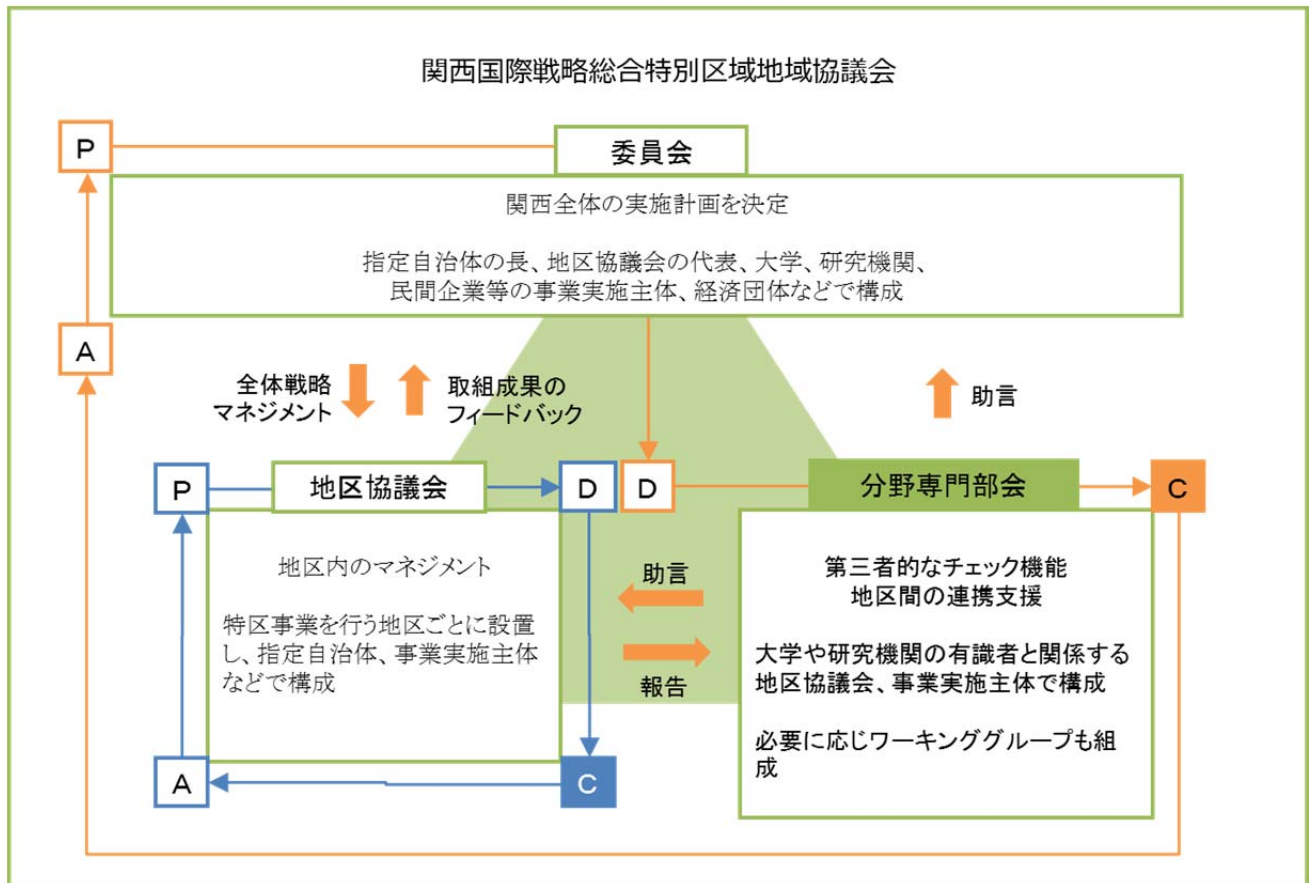 関西国際戦略総合特別区域地域協議会
P
委員会
関西全体の実施計画を決定
指定自治体の長、地区協議会の代表、大学、研究機関、
民間企業等の事業実施主体、経済団体などで構成
A
全体戦略
マネジメント
取組成果の
フィードバック
助言
P
地区協議会
D
D
分野専門部会
C
地区内のマネジメント
特区事業を行う地区ごとに設置
し、指定自治体、事業実施主体
などで構成
助言
報告
第三者的なチェック機能
地区間の連携支援
大学や研究機関の有識者と関係する
地区協議会、事業実施主体で構成
必要に応じワーキンググループも組
成
A
C